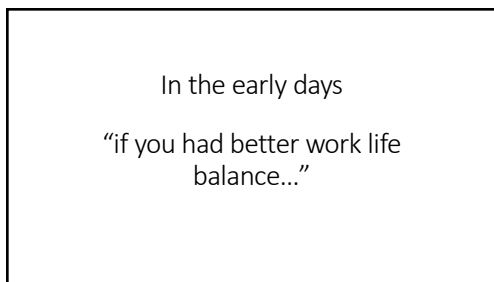 In the early days
“if you had better work life
balance…”